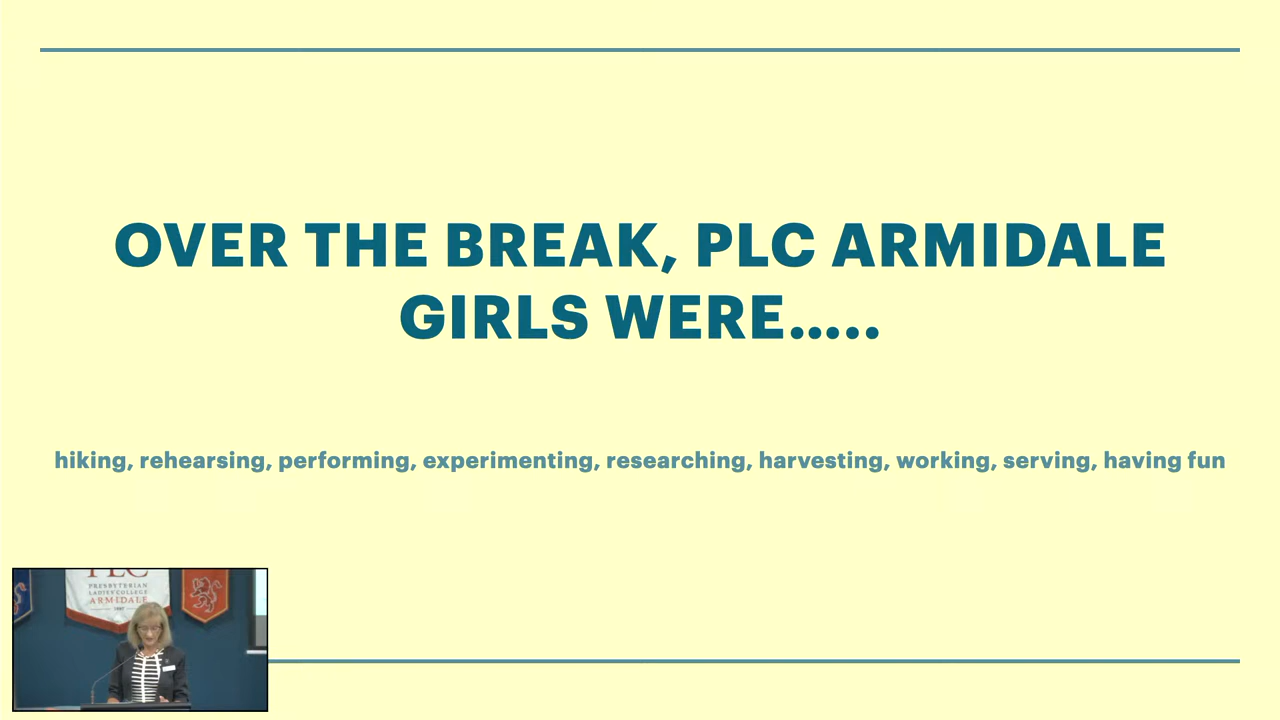 OVER THE BREAK, PLC ARMIDALE
GIRLS WERE…..
hiking, rehearsing, performing, experimenting, researching, harvesting, working, serving, having fun
PLC
PRESBYTERIAN
LADIES COLLEGE
ARMIDALE